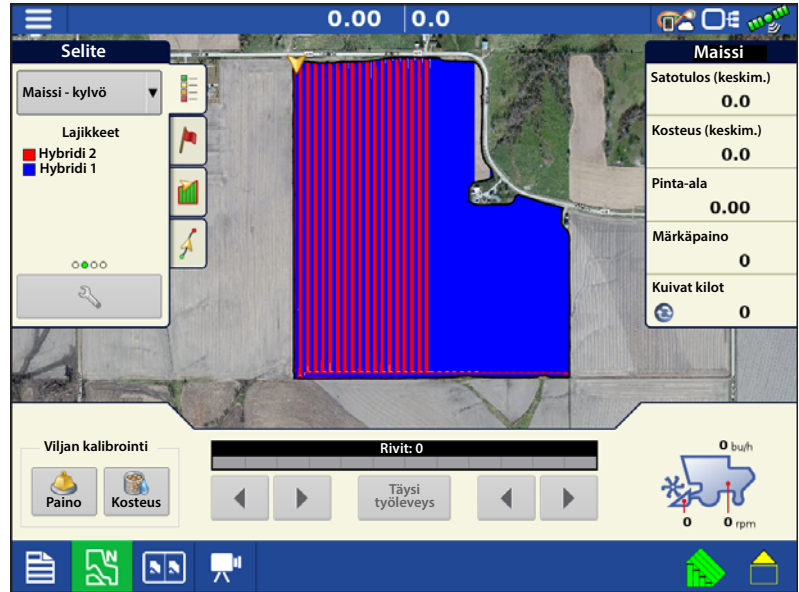 0.00 0.0
Selite
Maissi - kylvö
Lajikkeet
Hybridi 2
Hybridi 1
Maissi
Satotulos (keskim.)
0.0
Kosteus (keskim.)
0.0
Pinta-ala
0.00
Märkäpaino
0
Kuivat kilot
0
Viljan kalibrointi
Paino
Kosteus
Rivit: 0
Täysi
työleveys
0 bu/h
0
0 rpm
N